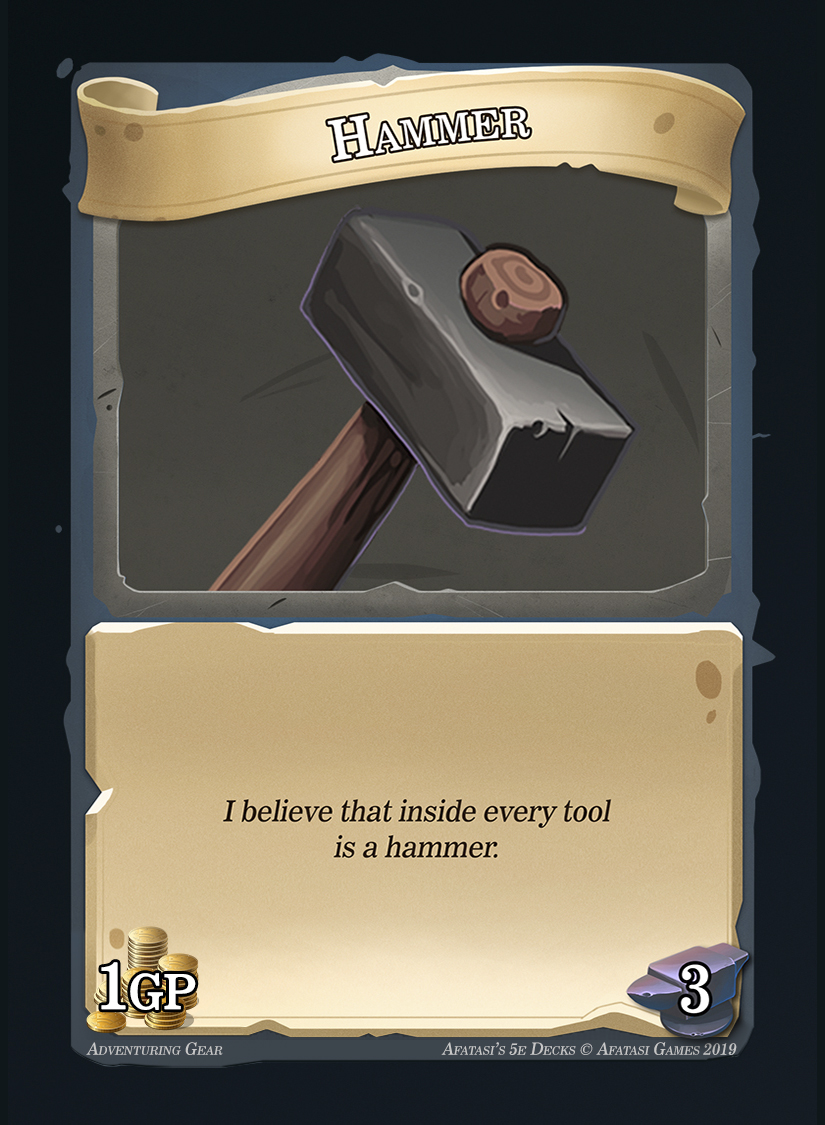 Hammer
I believe that inside every tool
is a hammer.
1GP
3
Adventuring Gear
Afatasi's 5e Decks © Afatasi Games 2019